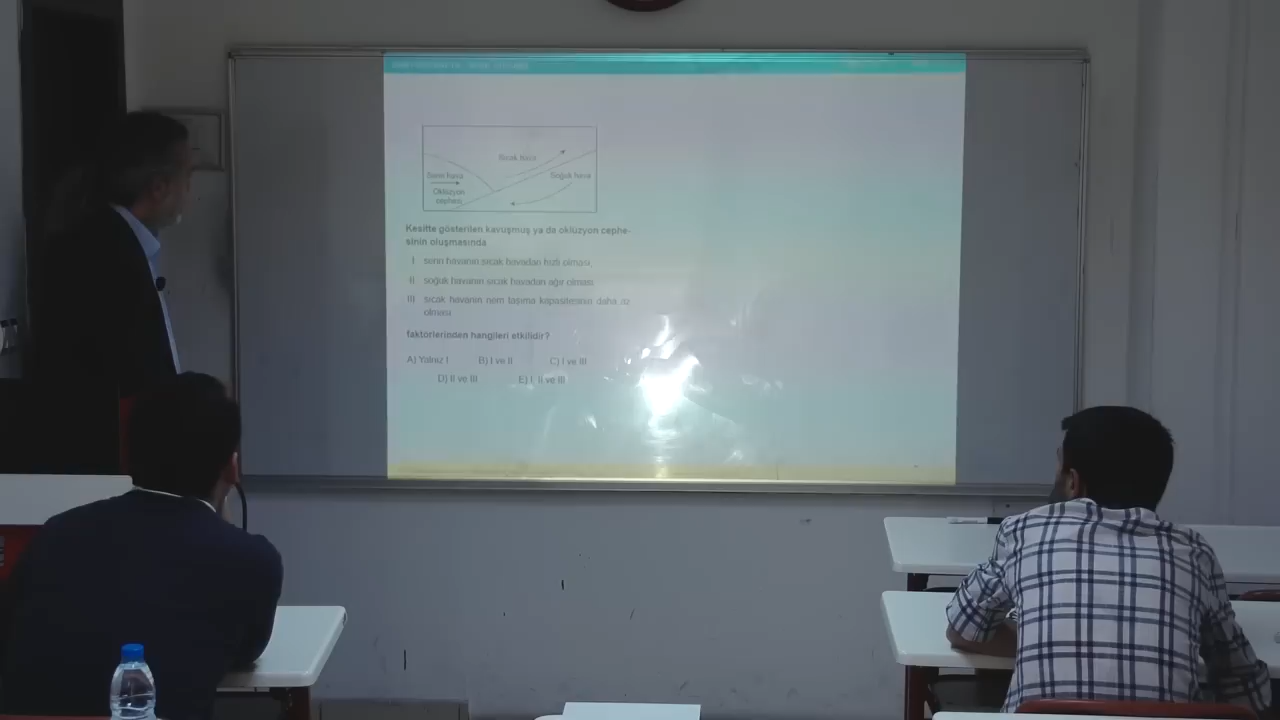 Sıcak hava
Serin hava
Soğuk hava
Oklüzyon
cephesi
Kesitte gösterilen kavuşmuş ya da oklüzyon cephe-
sinin oluşmasında
I serin havanın sıcak havadan hızlı olması,
II soğuk havanın sıcak havadan ağır olması,
III sıcak havanın nem taşıma kapasitesinin daha az
olması
faktörlerinden hangileri etkilidir?
A) Yalnız I B) I ve II C) I ve III
D) II ve III E) I, II ve III